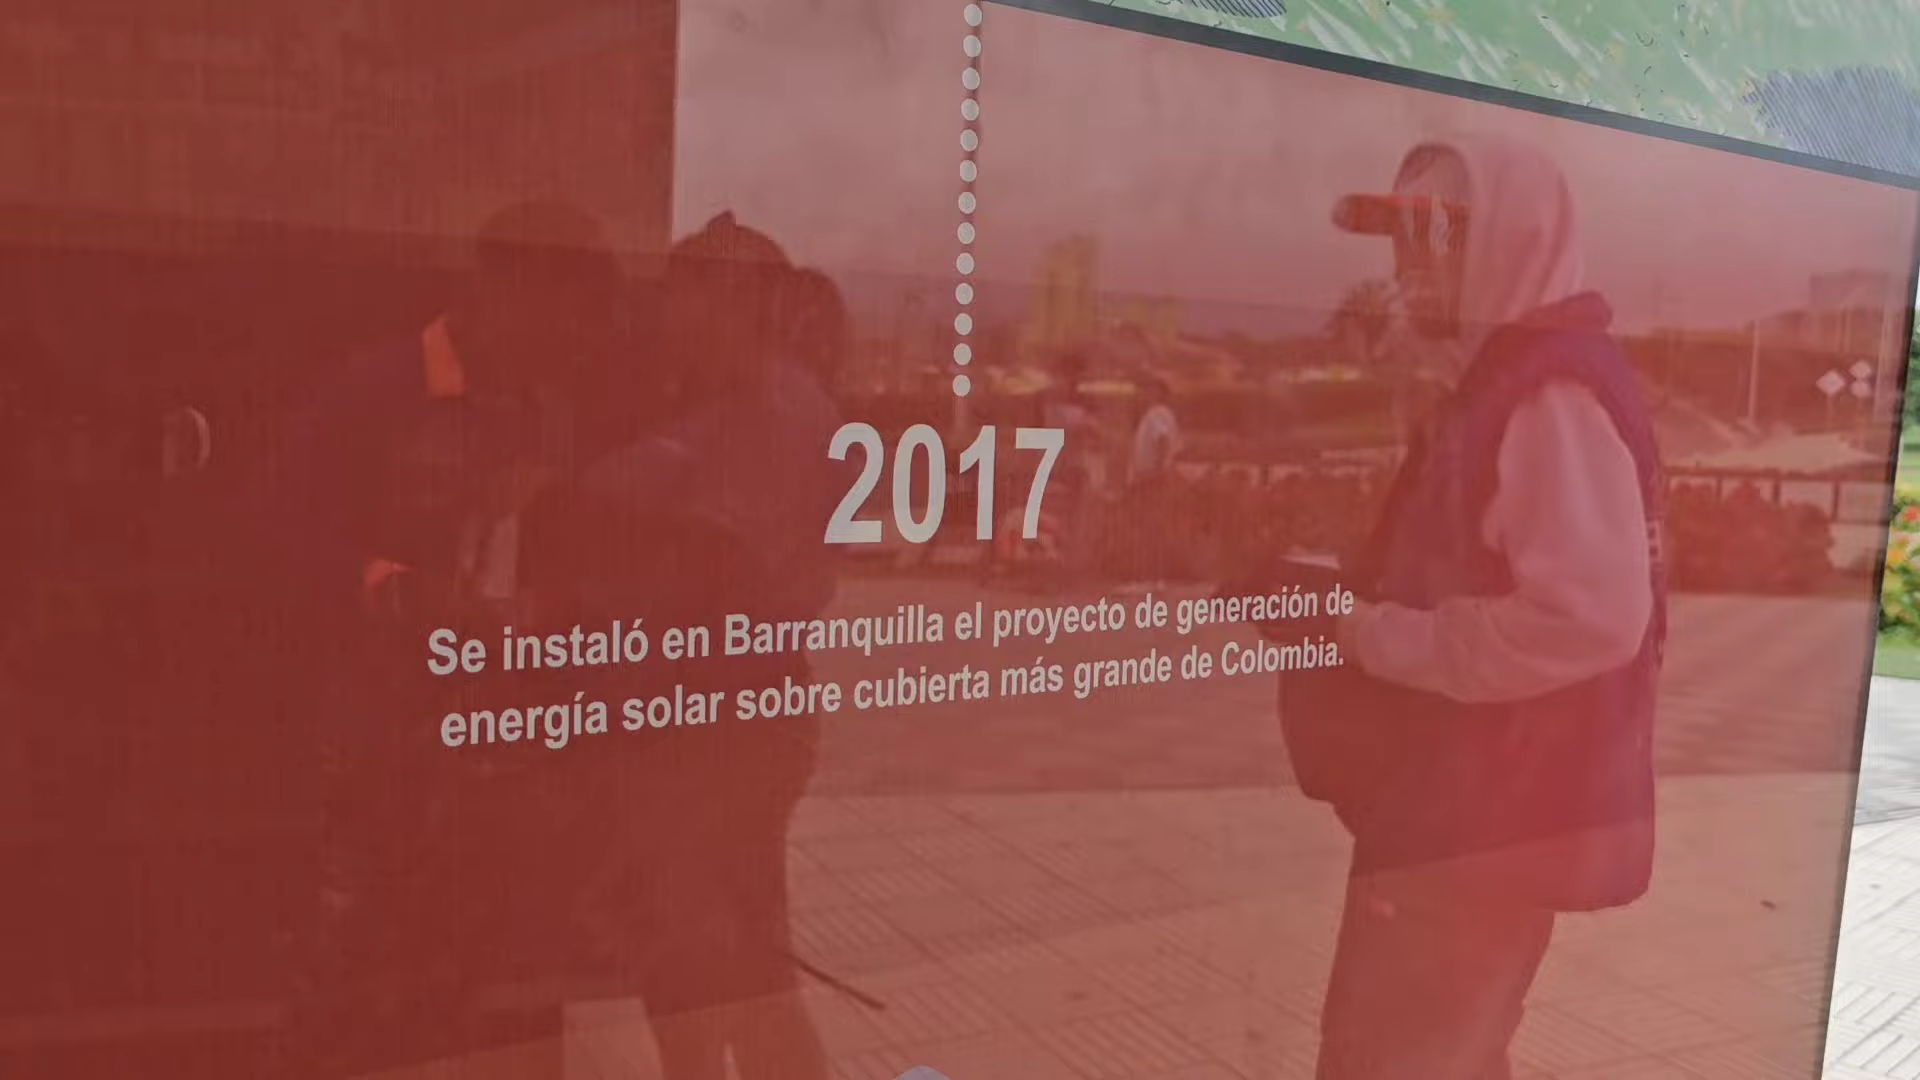 2017
Se instaló en Barranquilla el proyecto de generación de
energía solar sobre cubierta más grande de Colombia.